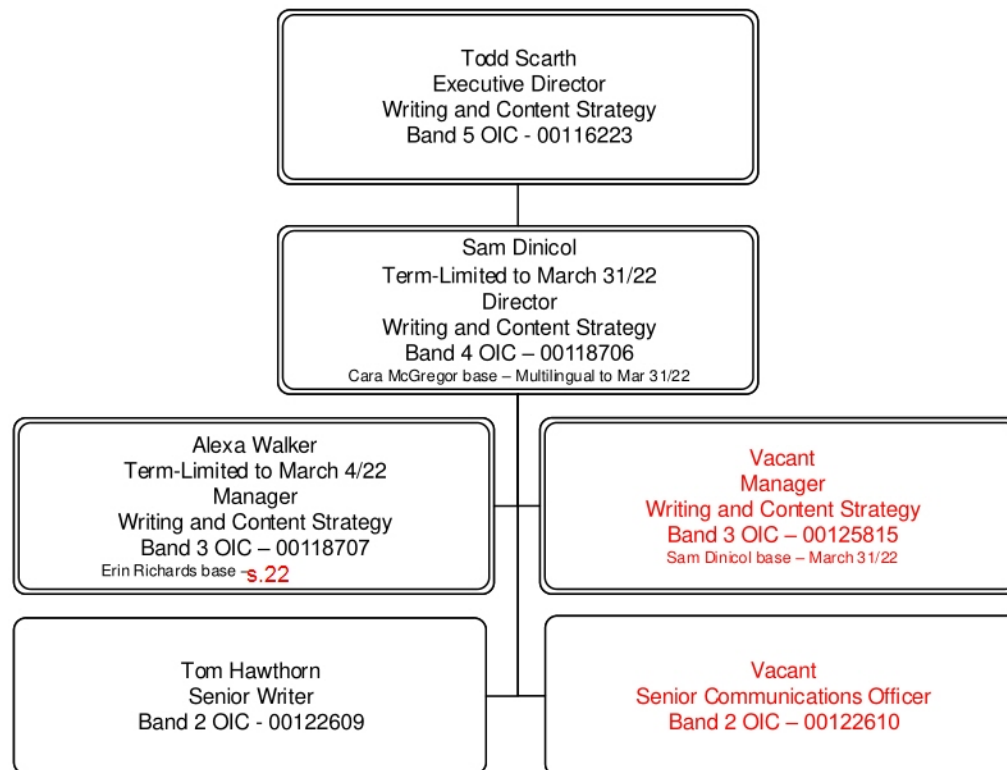 Todd Scarth
Executive Director
Writing and Content Strategy
Band 5 OIC - 00116223
Sam Dinicol
Term-Limited to March 31/22
Director
Writing and Content Strategy
Band 4 OIC – 00118706
Cara McGregor base – Multilingual to Mar 31/22
Alexa Walker
Term-Limited to March 4/22
Manager
Writing and Content Strategy
Band 3 OIC – 00118707
Erin Richards base – s.22
Vacant
Manager
Writing and Content Strategy
Band 3 OIC – 00125815
Sam Dinicol base – March 31/22
Tom Hawthorn
Senior Writer
Band 2 OIC - 00122609
Vacant
Senior Communications Officer
Band 2 OIC – 00122610